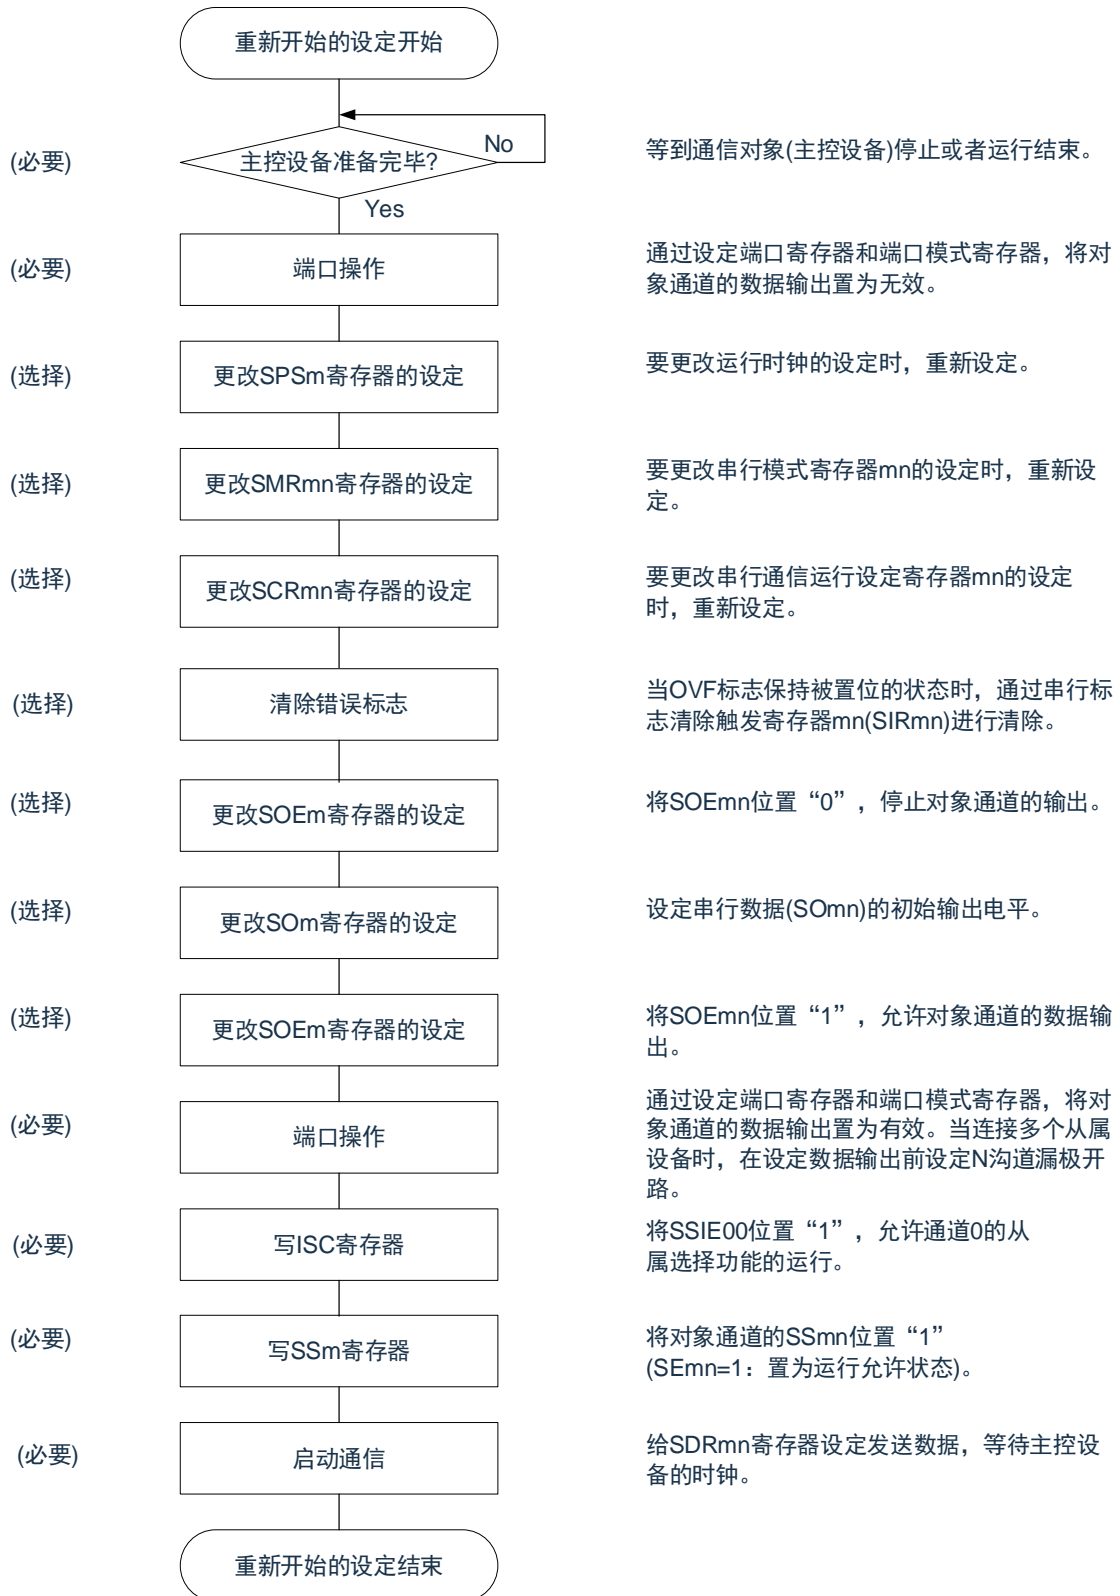 重新开始的设定开始
No
(必要)
主控设备准备完毕?
等到通信对象(主控设备)停止或者运行结束。
Yes
(必要)
端口操作
通过设定端口寄存器和端口模式寄存器，将对
象通道的数据输出置为无效。
(选择)
更改SPSm寄存器的设定
要更改运行时钟的设定时，重新设定。
(选择)
更改SMRmn寄存器的设定
要更改串行模式寄存器mn的设定时，重新设
定。
(选择)
更改SCRmn寄存器的设定
要更改串行通信运行设定寄存器mn的设定
时，重新设定。
(选择)
清除错误标志
当OVF标志保持被置位的状态时，通过串行标
志清除触发寄存器mn(SIRmn)进行清除。
(选择)
更改SOEm寄存器的设定
将SOEmn位置“0”，停止对象通道的输出。
(选择)
更改SOm寄存器的设定
设定串行数据(SOmn)的初始输出电平。
(选择)
更改SOEm寄存器的设定
将SOEmn位置“1”，允许对象通道的数据输
出。
(必要)
端口操作
通过设定端口寄存器和端口模式寄存器，将对
象通道的数据输出置为有效。当连接多个从属
设备时，在设定数据输出前设定N沟道漏极开
路。
(必要)
写ISC寄存器
将SSIE00位置“1”，允许通道0的从
属选择功能的运行。
(必要)
写SSm寄存器
将对象通道的SSmn位置“1”
(SEmn=1：置为运行允许状态)。
(必要)
启动通信
给SDRmn寄存器设定发送数据，等待主控设
备的时钟。
重新开始的设定结束